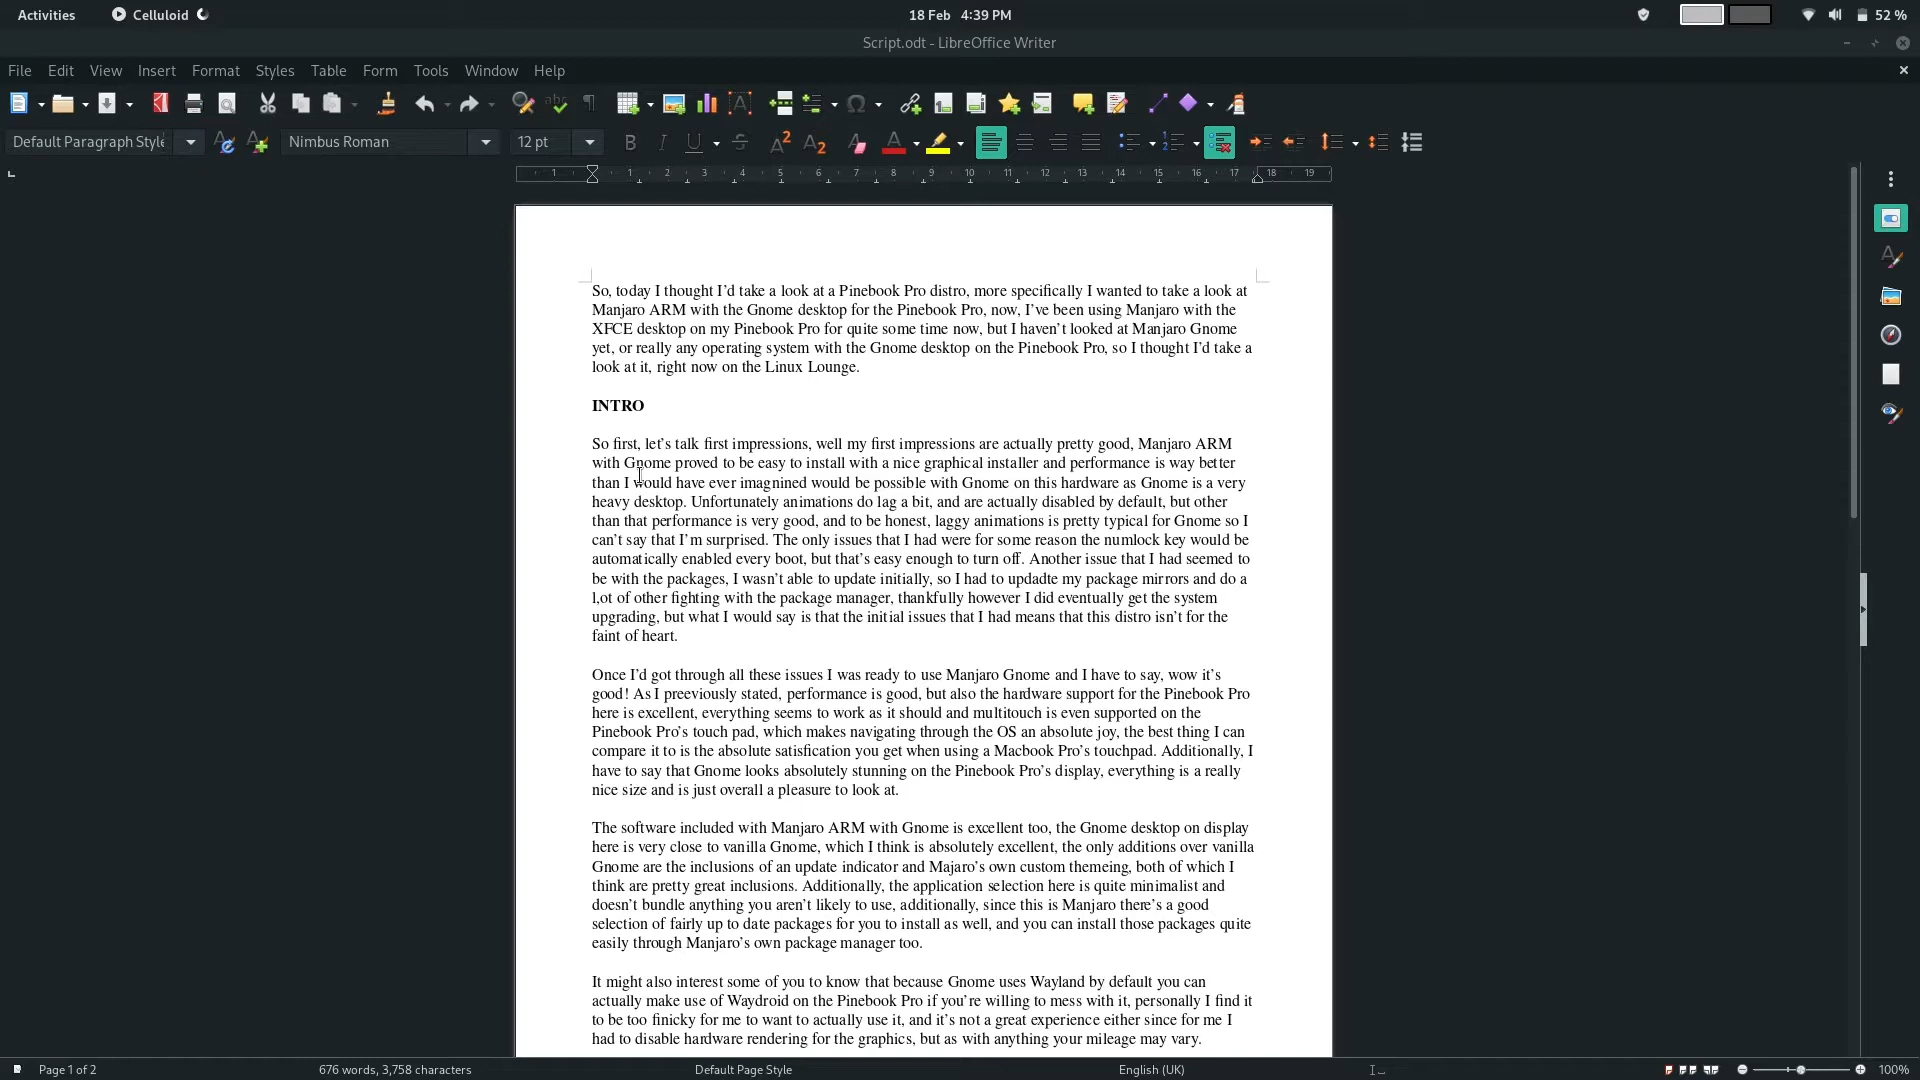 Activities Celluloid 18 Feb 4:39 PM 52 %
Script.odt - LibreOffice Writer
File Edit View Insert Format Styles Table Form Tools Window Help
Default Paragraph Style Nimbus Roman 12 pt
1 1 2 3 4 5 6 7 8 9 10 11 12 13 14 15 16 17 18 19
So, today I thought I’d take a look at a Pinebook Pro distro, more specifically I wanted to take a look at
Manjaro ARM with the Gnome desktop for the Pinebook Pro, now, I’ve been using Manjaro with the
XFCE desktop on my Pinebook Pro for quite some time now, but I haven’t looked at Manjaro Gnome
yet, or really any operating system with the Gnome desktop on the Pinebook Pro, so I thought I’d take a
look at it, right now on the Linux Lounge.
INTRO
So first, let’s talk first impressions, well my first impressions are actually pretty good, Manjaro ARM
with Gnome proved to be easy to install with a nice graphical installer and performance is way better
than I would have ever imagnined would be possible with Gnome on this hardware as Gnome is a very
heavy desktop. Unfortunately animations do lag a bit, and are actually disabled by default, but other
than that performance is very good, and to be honest, laggy animations is pretty typical for Gnome so I
can’t say that I’m surprised. The only issues that I had were for some reason the numlock key would be
automatically enabled every boot, but that’s easy enough to turn off. Another issue that I had seemed to
be with the packages, I wasn’t able to update initially, so I had to updadte my package mirrors and do a
l,ot of other fighting with the package manager, thankfully however I did eventually get the system
upgrading, but what I would say is that the initial issues that I had means that this distro isn’t for the
faint of heart.
Once I’d got through all these issues I was ready to use Manjaro Gnome and I have to say, wow it’s
good! As I preeviously stated, performance is good, but also the hardware support for the Pinebook Pro
here is excellent, everything seems to work as it should and multitouch is even supported on the
Pinebook Pro’s touch pad, which makes navigating through the OS an absolute joy, the best thing I can
compare it to is the absolute satisfication you get when using a Macbook Pro’s touchpad. Additionally, I
have to say that Gnome looks absolutely stunning on the Pinebook Pro’s display, everything is a really
nice size and is just overall a pleasure to look at.
The software included with Manjaro ARM with Gnome is excellent too, the Gnome desktop on display
here is very close to vanilla Gnome, which I think is absolutely excellent, the only additions over vanilla
Gnome are the inclusions of an update indicator and Majaro’s own custom themeing, both of which I
think are pretty great inclusions. Additionally, the application selection here is quite minimalist and
doesn’t bundle anything you aren’t likely to use, additionally, since this is Manjaro there’s a good
selection of fairly up to date packages for you to install as well, and you can install those packages quite
easily through Manjaro’s own package manager too.
It might also interest some of you to know that because Gnome uses Wayland by default you can
actually make use of Waydroid on the Pinebook Pro if you’re willing to mess with it, personally I find it
to be too finicky for me to want to actually use it, and it’s not a great experience either since for me I
had to disable hardware rendering for the graphics, but as with anything your mileage may vary.
Page 1 of 2 676 words, 3,758 characters Default Page Style English (UK) 100%